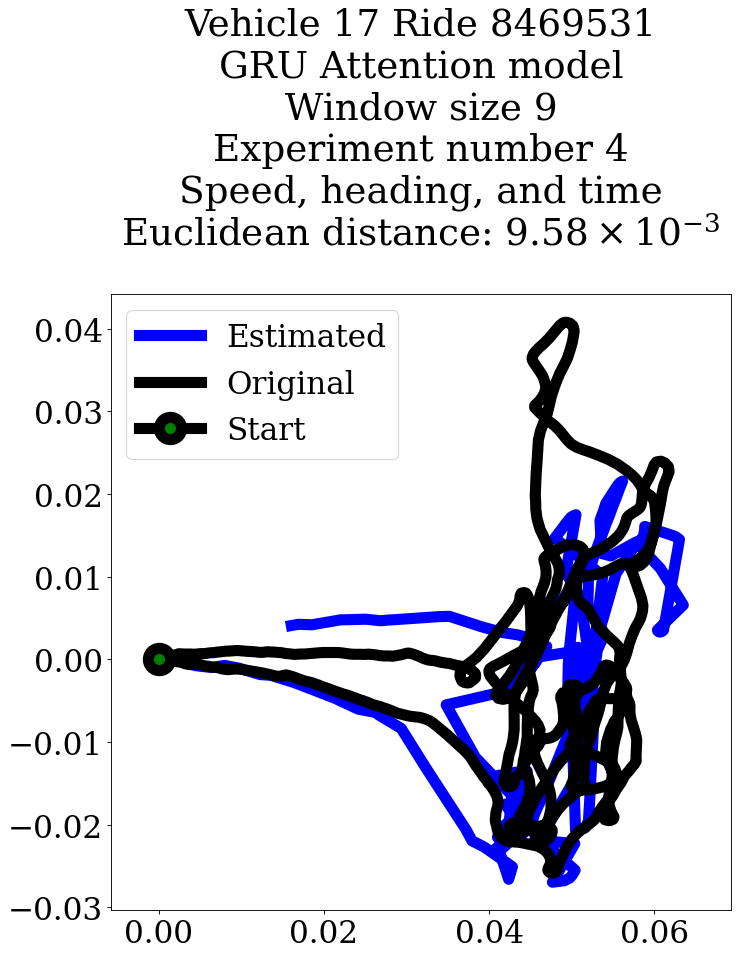 Vehicle 17 Ride 8469531
GRU Attention model
Window size 9
Experiment number 4
Speed, heading, and time
Euclidean distance: 9.58 × 10⁻³
Estimated
Original
Start
0.04
0.03
0.02
0.01
0.00
−0.01
−0.02
−0.03
0.00 0.02 0.04 0.06